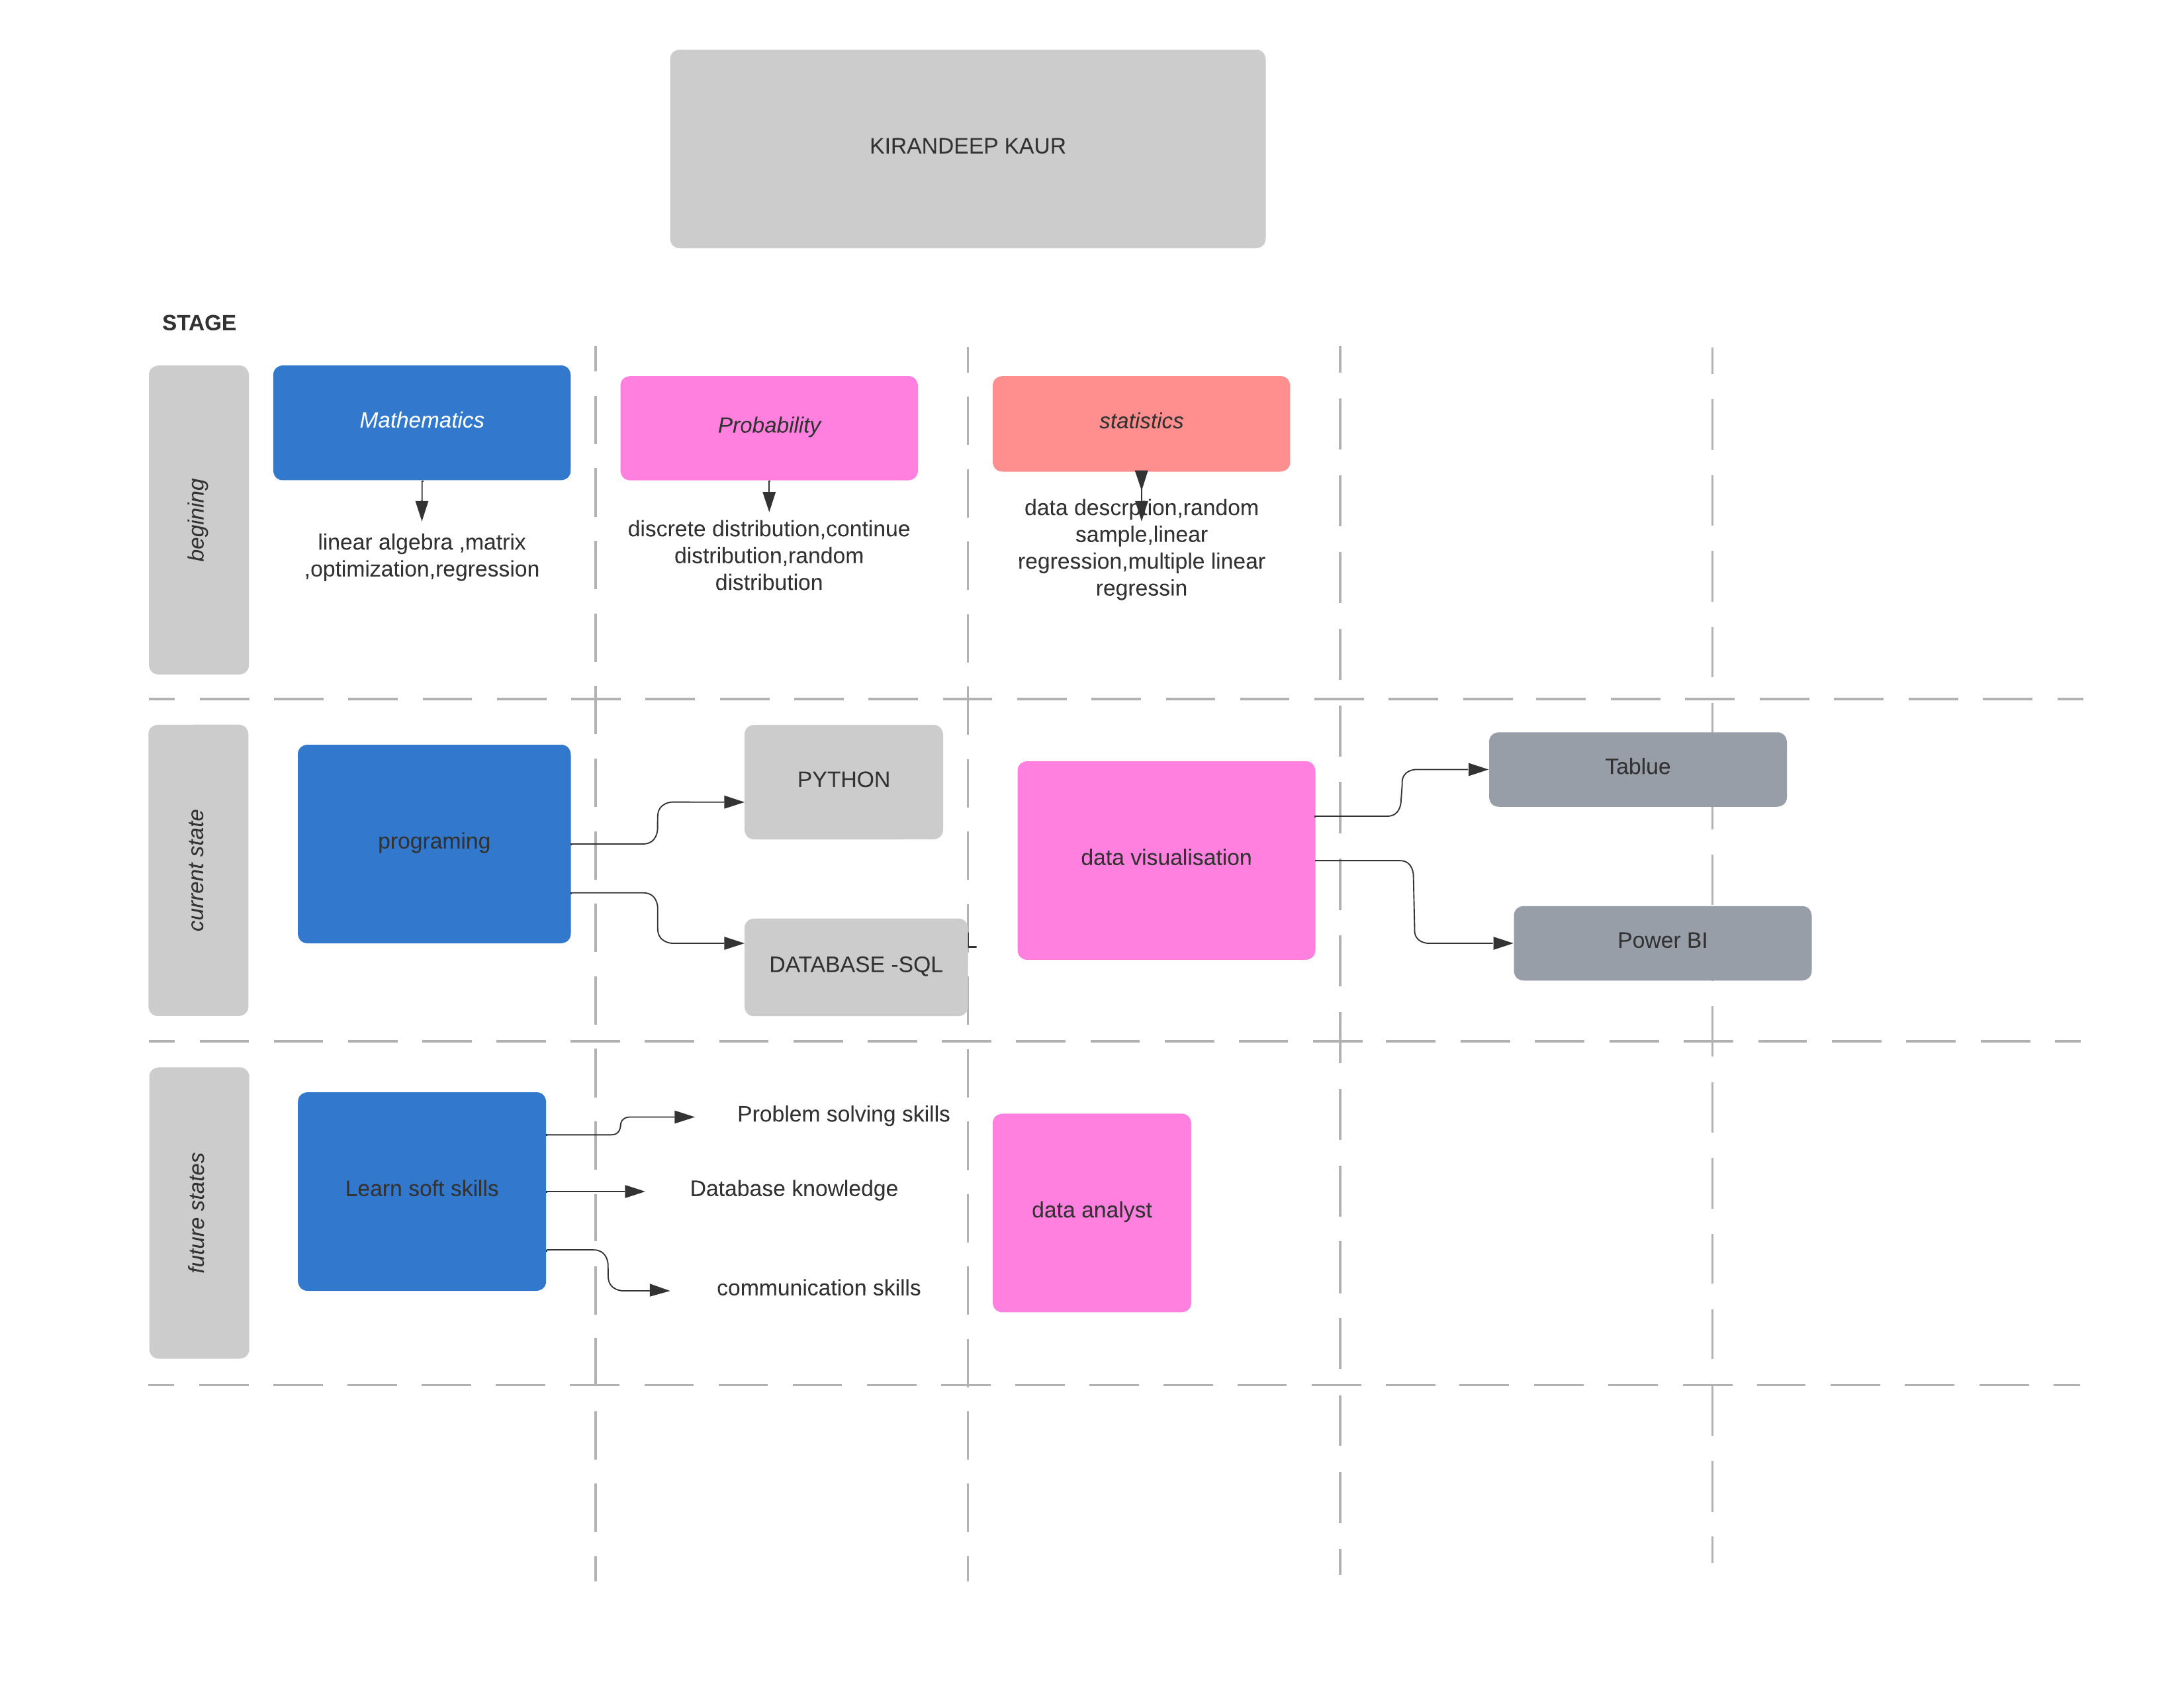 KIRANDEEP KAUR
STAGE
begining
Mathematics
linear algebra ,matrix
,optimization,regression
Probability
discrete distribution,continue
distribution,random
distribution
statistics
data descrption,random
sample,linear
regression,multiple linear
regressin
current state
programing
PYTHON
DATABASE -SQL
data visualisation
Tablue
Power BI
future states
Learn soft skills
Problem solving skills
Database knowledge
communication skills
data analyst